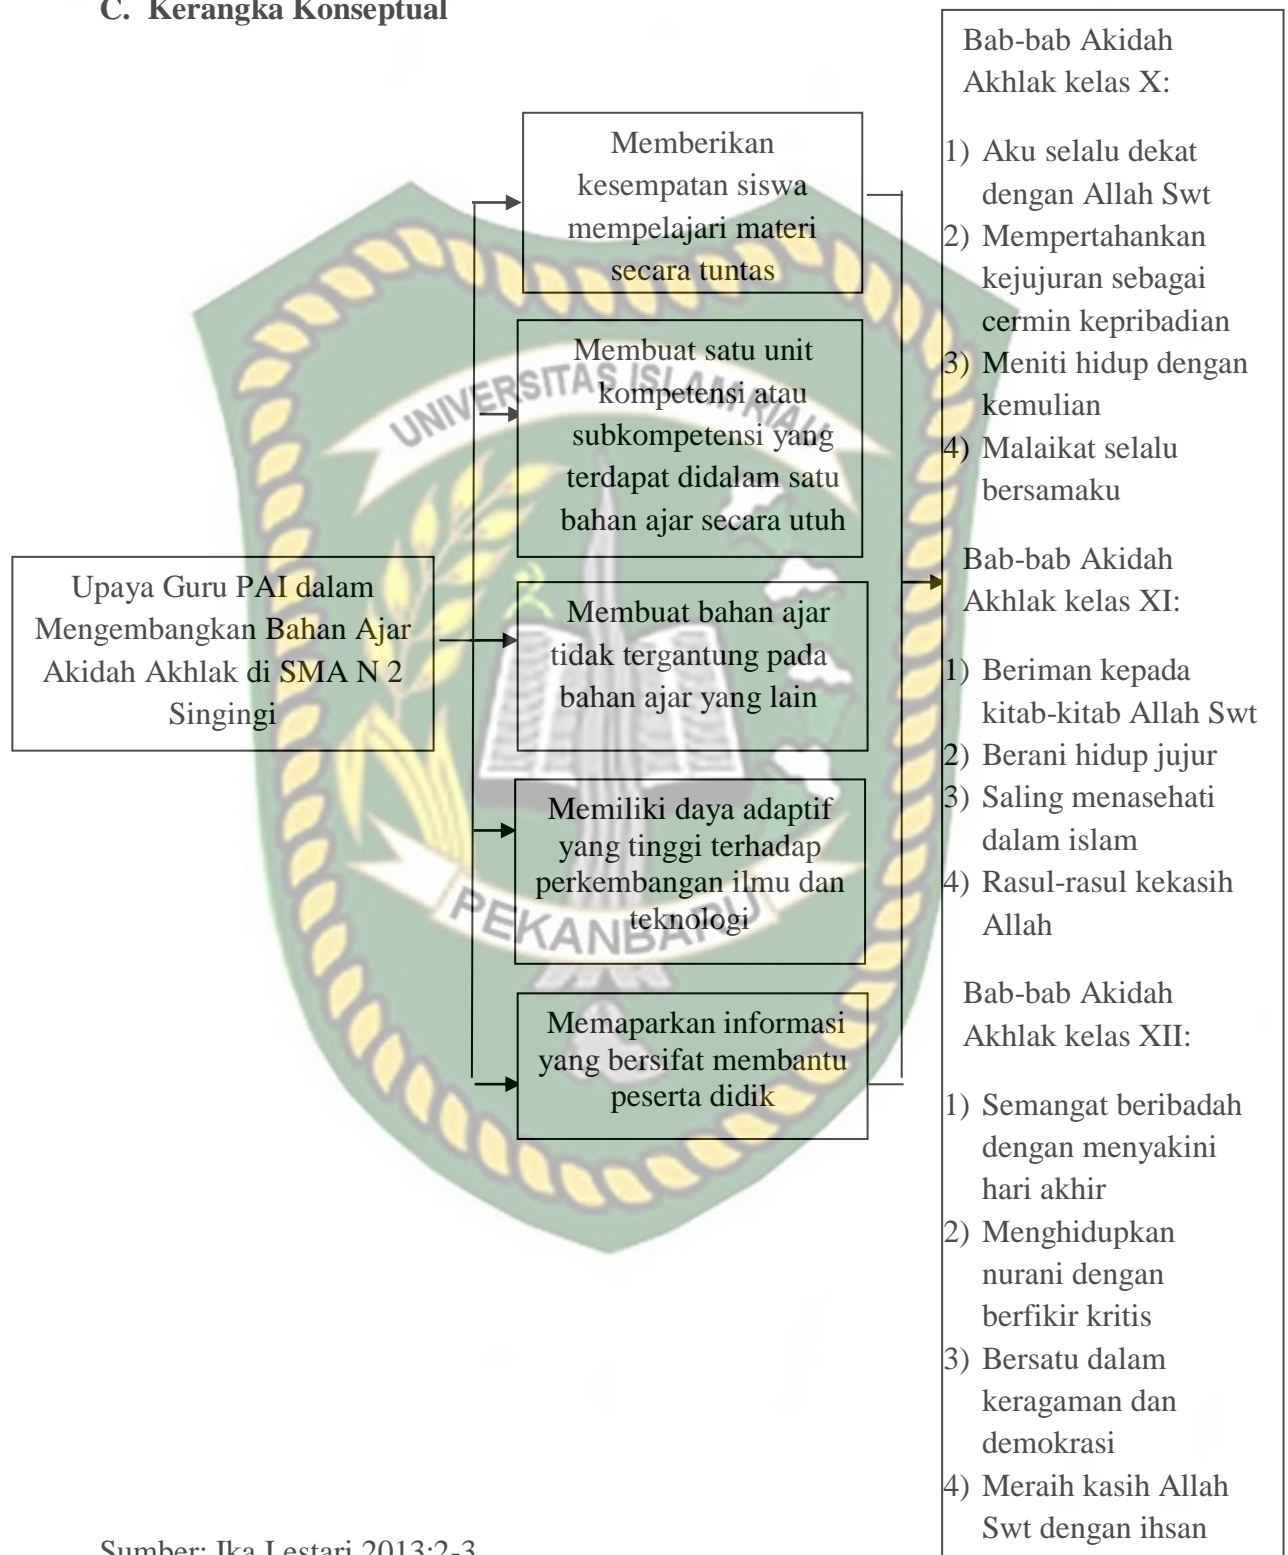 C. Kerangka Konseptual
Upaya Guru PAI dalam
Mengembangkan Bahan Ajar
Akidah Akhlak di SMA N 2
Singingi
Memberikan
kesempatan siswa
mempelajari materi
secara tuntas
Membuat satu unit
kompetensi atau
subkompetensi yang
terdapat didalam satu
bahan ajar secara utuh
Membuat bahan ajar
tidak tergantung pada
bahan ajar yang lain
Memiliki daya adaptif
yang tinggi terhadap
perkembangan ilmu dan
teknologi
Memaparkan informasi
yang bersifat membantu
peserta didik
Bab-bab Akidah
Akhlak kelas X:
1) Aku selalu dekat
dengan Allah Swt
2) Mempertahankan
kejujuran sebagai
cermin kepribadian
3) Meniti hidup dengan
kemulian
4) Malaikat selalu
bersamaku
Bab-bab Akidah
Akhlak kelas XI:
1) Beriman kepada
kitab-kitab Allah Swt
2) Berani hidup jujur
3) Saling menasehati
dalam islam
4) Rasul-rasul kekasih
Allah
Bab-bab Akidah
Akhlak kelas XII:
1) Semangat beribadah
dengan menyakini
hari akhir
2) Menghidupkan
nurani dengan
berfikir kritis
3) Bersatu dalam
keragaman dan
demokrasi
4) Meraih kasih Allah
Swt dengan ihsan
UNIVERSITAS ISLAM RIAU
PEKANBARU
Sumber: Ika Lestari 2013:2-3